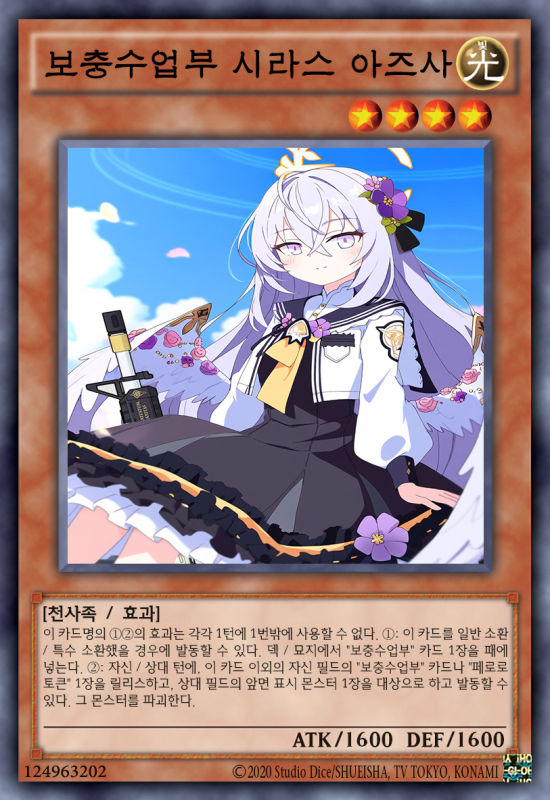 보충수업부 시라스 아즈사
빛
光
[천사족 / 효과]
이 카드명의 ①②의 효과는 각각 1턴에 1번밖에 사용할 수 없다. ①: 이 카드를 일반 소환
/ 특수 소환했을 경우에 발동할 수 있다. 덱 / 묘지에서 "보충수업부" 카드 1장을 패에
넣는다. ②: 자신 / 상대 턴에, 이 카드 이외의 자신 필드의 "보충수업부" 카드나 "페로로
토큰" 1장을 릴리스하고, 상대 필드의 앞면 표시 몬스터 1장을 대상으로 하고 발동할 수
있다. 그 몬스터를 파괴한다.
ATK/1600 DEF/1600
124963202
©2020 Studio Dice/SHUEISHA, TV TOKYO, KONAMI